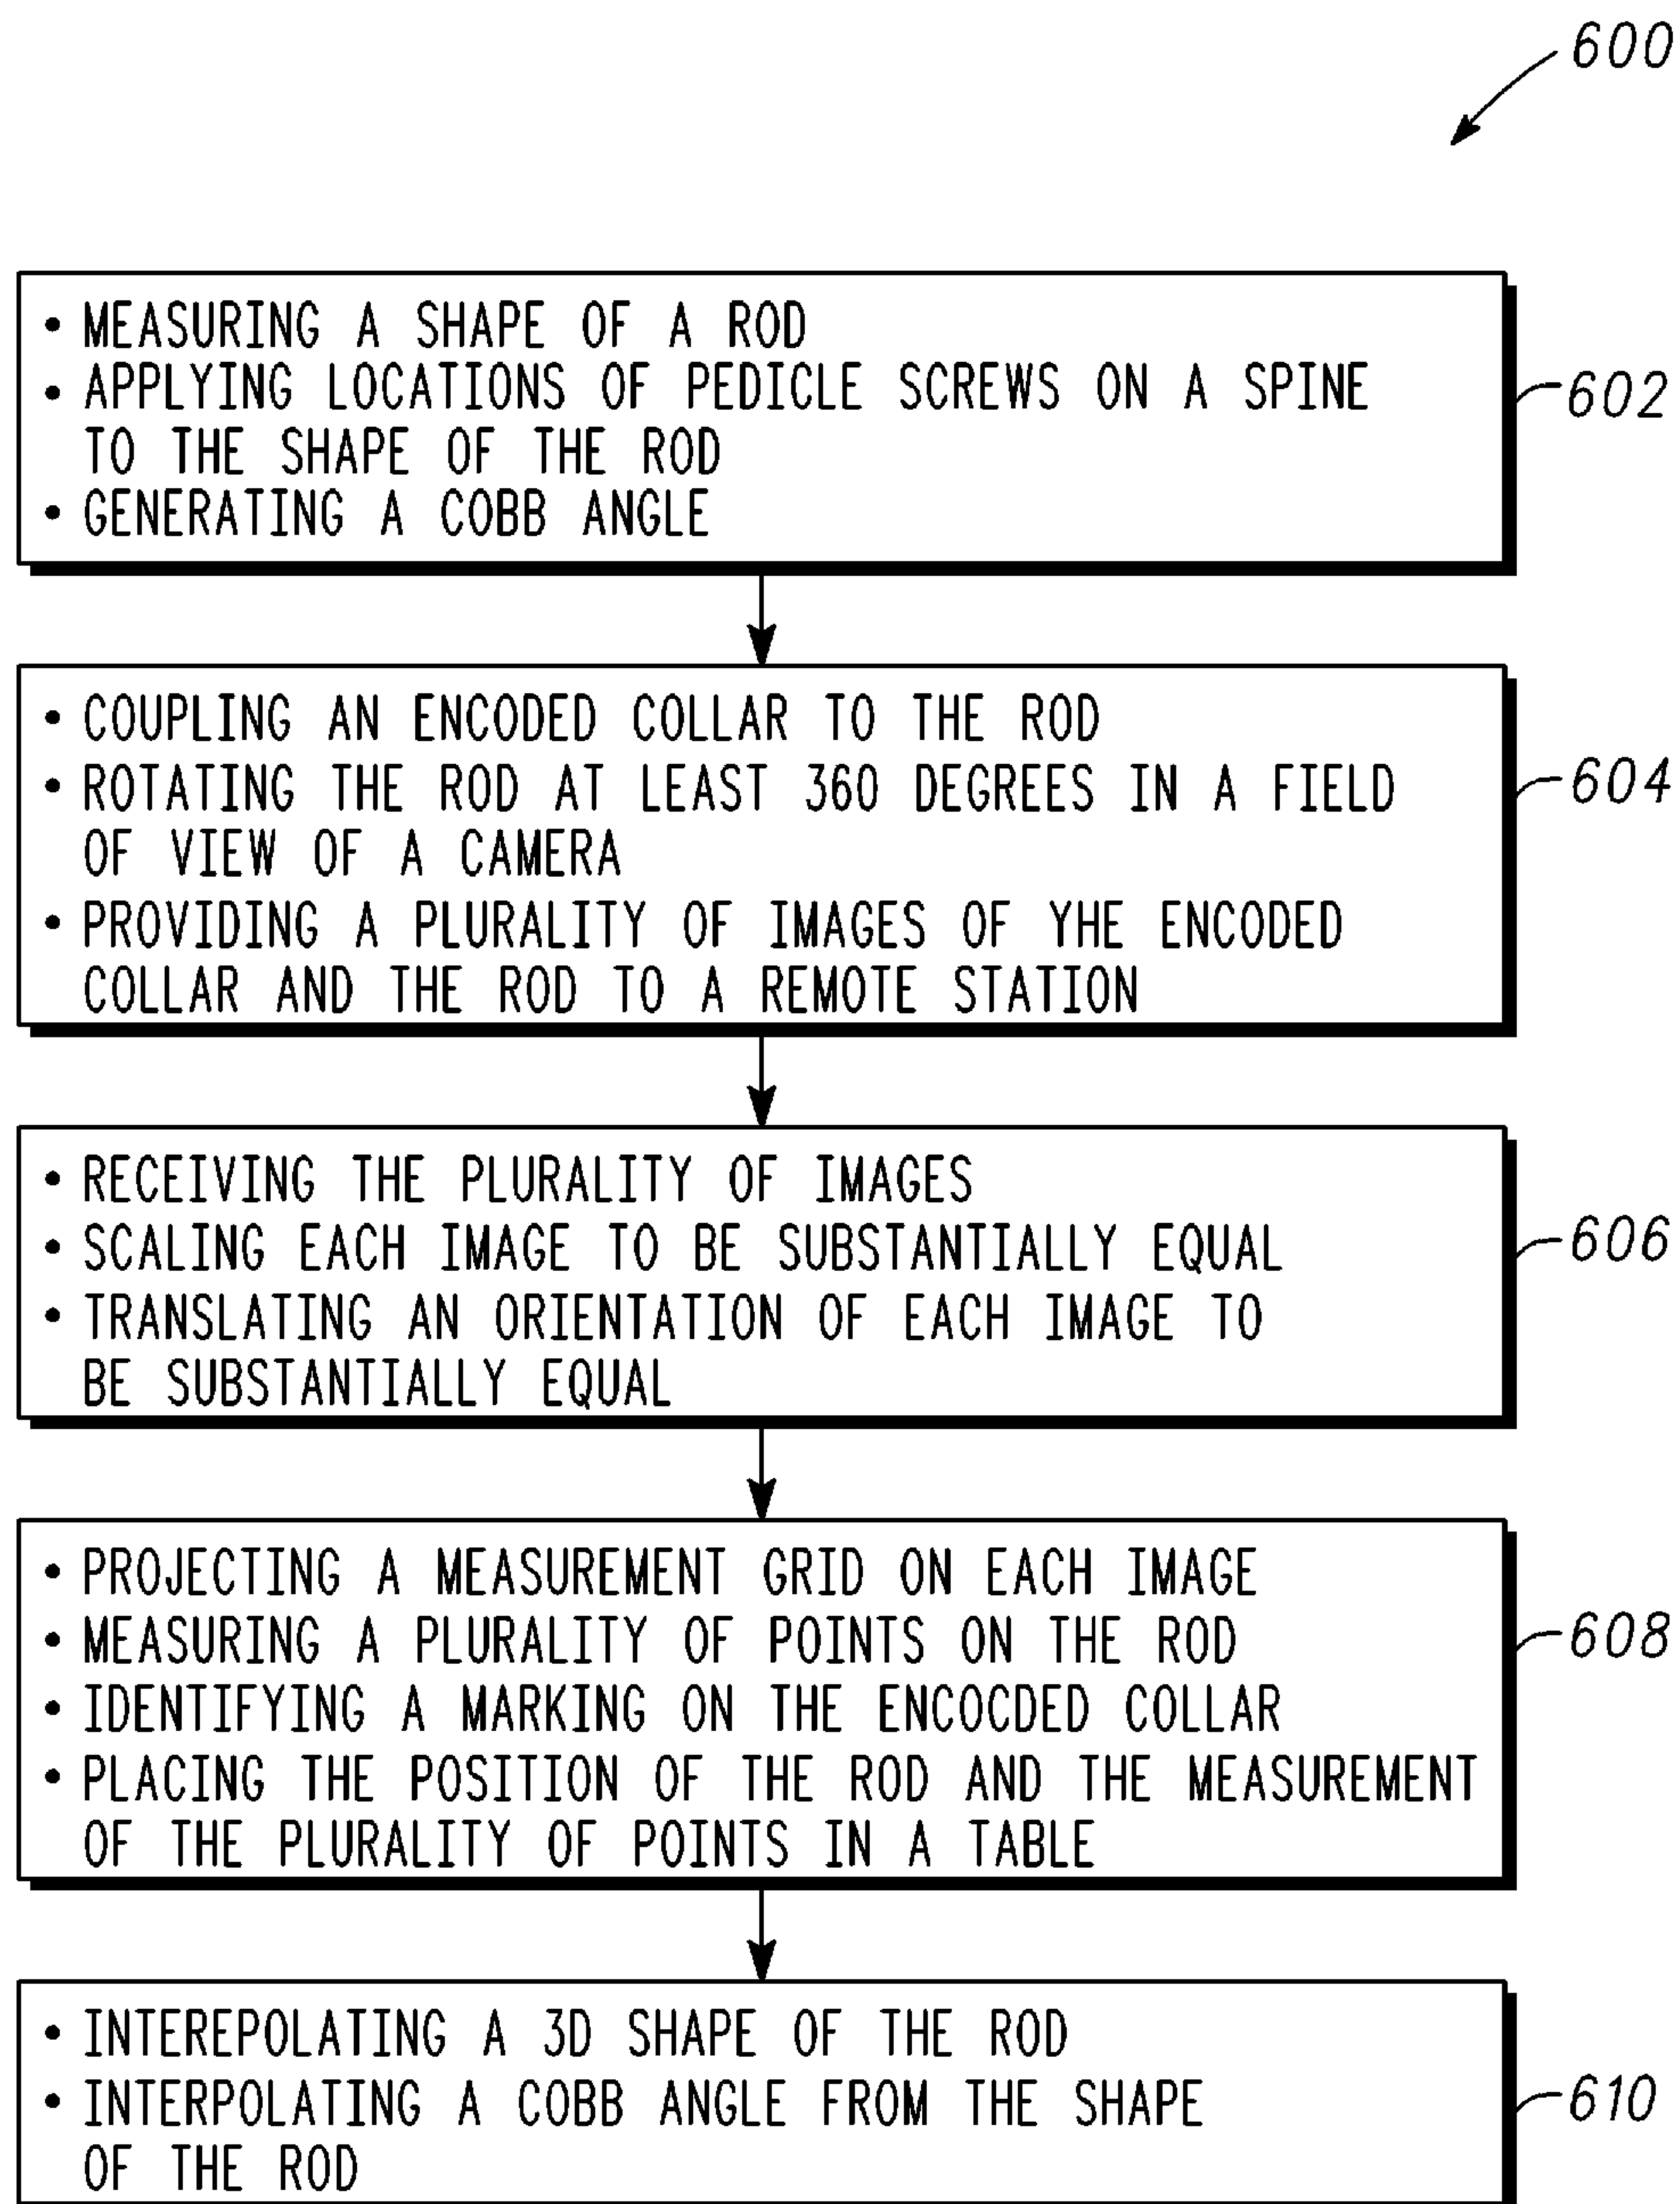 600
• MEASURING A SHAPE OF A ROD
• APPLYING LOCATIONS OF PEDICLE SCREWS ON A SPINE
TO THE SHAPE OF THE ROD
• GENERATING A COBB ANGLE
602
• COUPLING AN ENCODED COLLAR TO THE ROD
• ROTATING THE ROD AT LEAST 360 DEGREES IN A FIELD
OF VIEW OF A CAMERA
• PROVIDING A PLURALITY OF IMAGES OF YHE ENCODED
COLLAR AND THE ROD TO A REMOTE STATION
604
• RECEIVING THE PLURALITY OF IMAGES
• SCALING EACH IMAGE TO BE SUBSTANTIALLY EQUAL
• TRANSLATING AN ORIENTATION OF EACH IMAGE TO
BE SUBSTANTIALLY EQUAL
606
• PROJECTING A MEASUREMENT GRID ON EACH IMAGE
• MEASURING A PLURALITY OF POINTS ON THE ROD
• IDENTIFYING A MARKING ON THE ENCOCDED COLLAR
• PLACING THE POSITION OF THE ROD AND THE MEASUREMENT
OF THE PLURALITY OF POINTS IN A TABLE
608
• INTEREPOLATING A 3D SHAPE OF THE ROD
• INTERPOLATING A COBB ANGLE FROM THE SHAPE
OF THE ROD
610